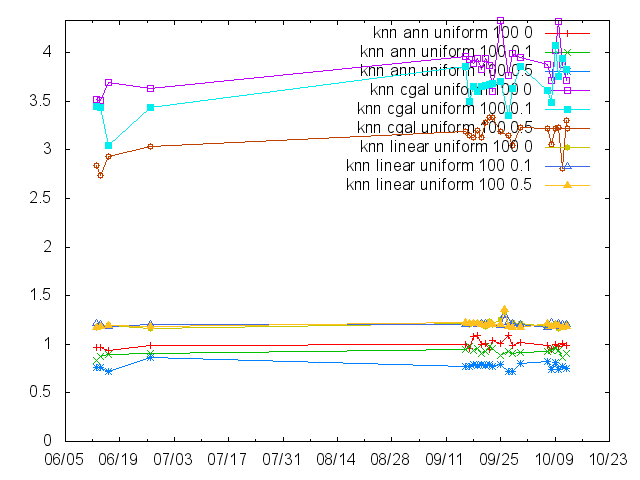 knn ann uniform 100 0
knn ann uniform 100 0.1
knn ann uniform 100 0.5
knn cgal uniform 100 0
knn cgal uniform 100 0.1
knn cgal uniform 100 0.5
knn linear uniform 100 0
knn linear uniform 100 0.1
knn linear uniform 100 0.5
4
3.5
3
2.5
2
1.5
1
0.5
0
06/05 06/19 07/03 07/17 07/31 08/14 08/28 09/11 09/25 10/09 10/23